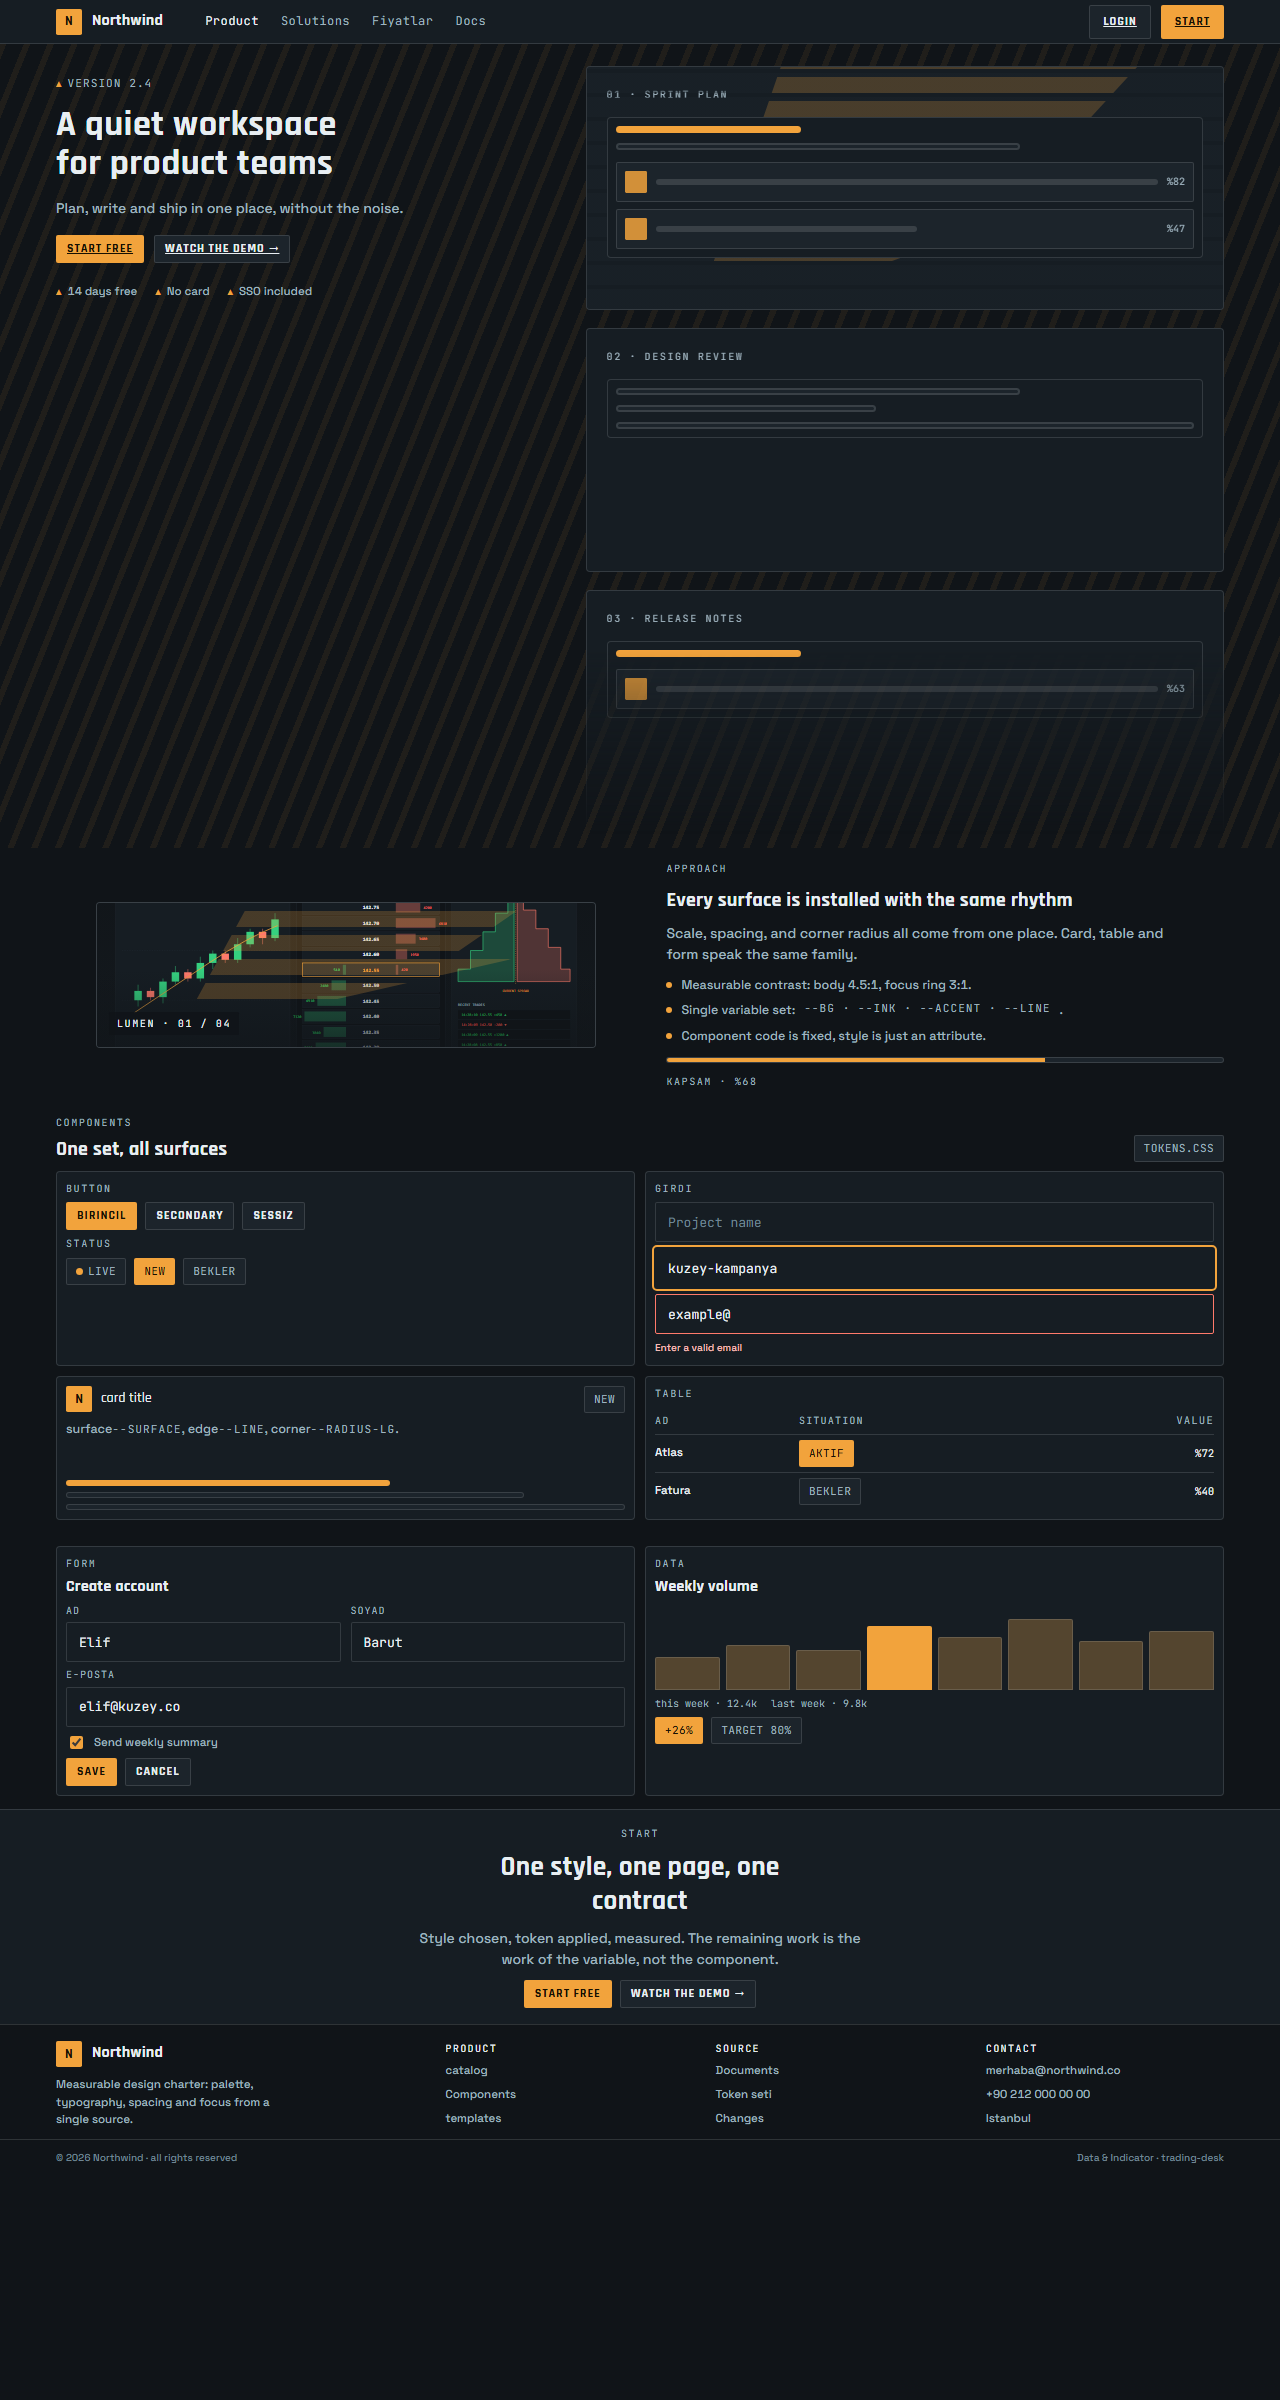 N Northwind Product Solutions Fiyatlar Docs LOGIN START
▲ VERSION 2.4
A quiet workspace
for product teams
Plan, write and ship in one place, without the noise.
START FREE WATCH THE DEMO →
▲ 14 days free ▲ No card ▲ SSO included
01 · SPRINT PLAN
%82
%47
02 · DESIGN REVIEW
03 · RELEASE NOTES
%63
142.75
142.70
142.65
142.60
142.55
142.50
LUMEN · 01 / 04
APPROACH
Every surface is installed with the same rhythm
Scale, spacing, and corner radius all come from one place. Card, table and
form speak the same family.
Measurable contrast: body 4.5:1, focus ring 3:1.
Single variable set: --BG · --INK · --ACCENT · --LINE .
Component code is fixed, style is just an attribute.
KAPSAM · %68
COMPONENTS
One set, all surfaces
TOKENS.CSS
BUTTON
BIRINCIL SECONDARY SESSIZ
STATUS
LIVE NEW BEKLER
GIRDI
Project name
kuzey-kampanya
example@
Enter a valid email
N card title NEW
surface--SURFACE, edge--LINE, corner--RADIUS-LG.
TABLE
AD SITUATION VALUE
Atlas AKTIF %72
Fatura BEKLER %40
FORM
Create account
AD SOYAD
Elif Barut
E-POSTA
elif@kuzey.co
Send weekly summary
SAVE CANCEL
DATA
Weekly volume
this week · 12.4k last week · 9.8k
+26% TARGET 80%
START
One style, one page, one
contract
Style chosen, token applied, measured. The remaining work is the
work of the variable, not the component.
START FREE WATCH THE DEMO →
N Northwind
Measurable design charter: palette,
typography, spacing and focus from a
single source.
PRODUCT
catalog
Components
templates
SOURCE
Documents
Token seti
Changes
CONTACT
merhaba@northwind.co
+90 212 000 00 00
Istanbul
© 2026 Northwind · all rights reserved
Data & Indicator · trading-desk